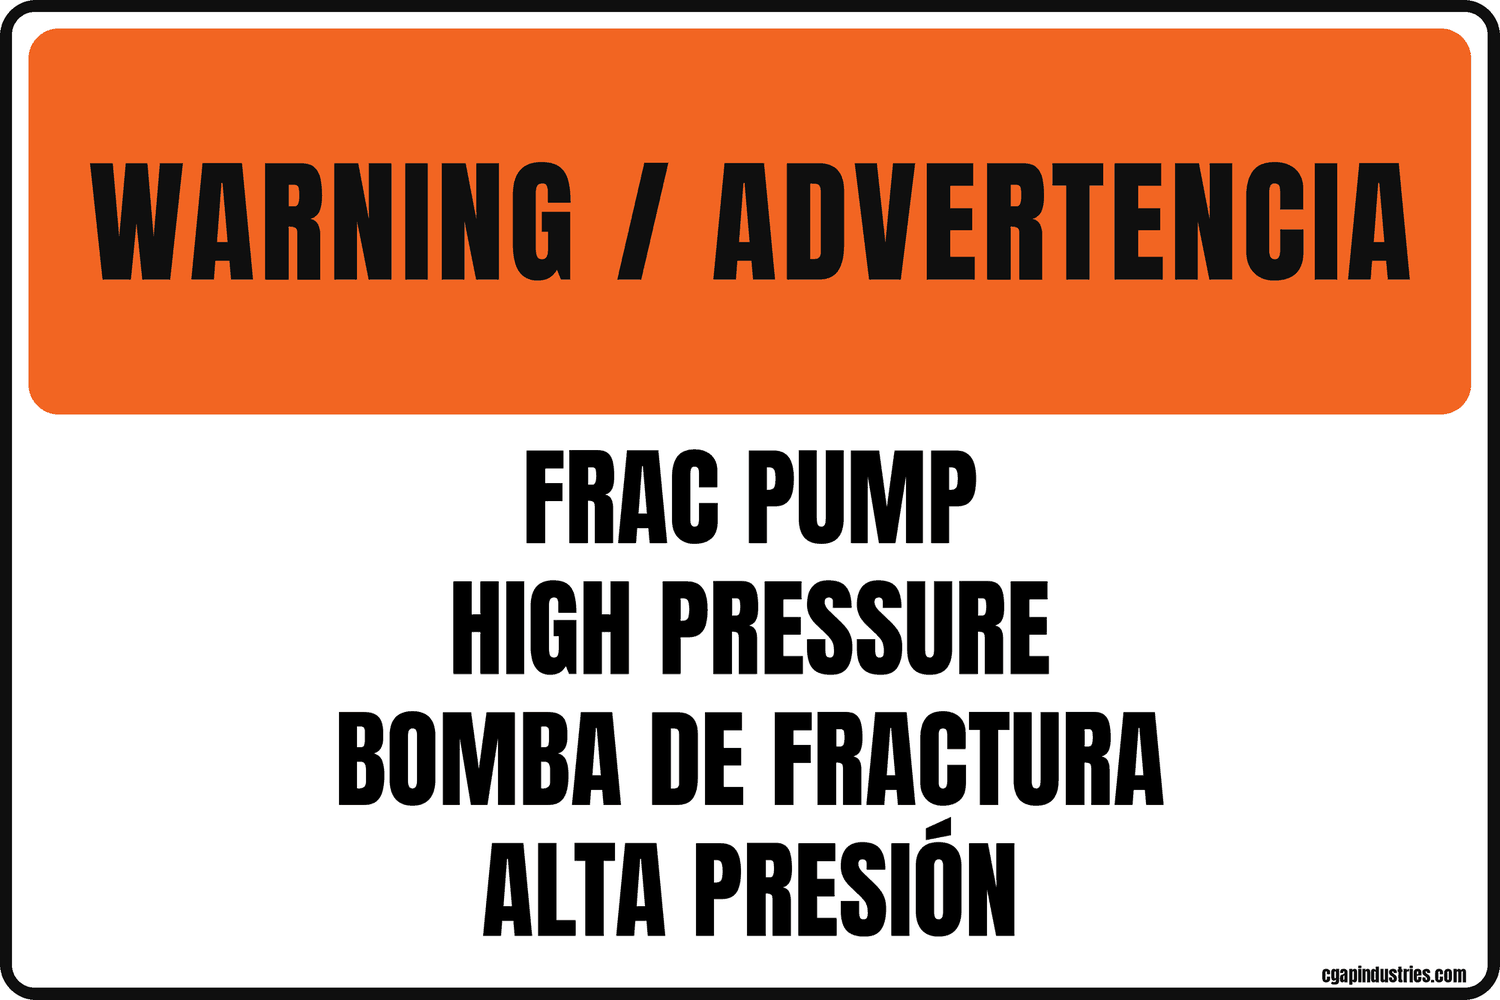 WARNING / ADVERTENCIA
FRAC PUMP
HIGH PRESSURE
BOMBA DE FRACTURA
ALTA PRESIÓN
cgapindustries.com